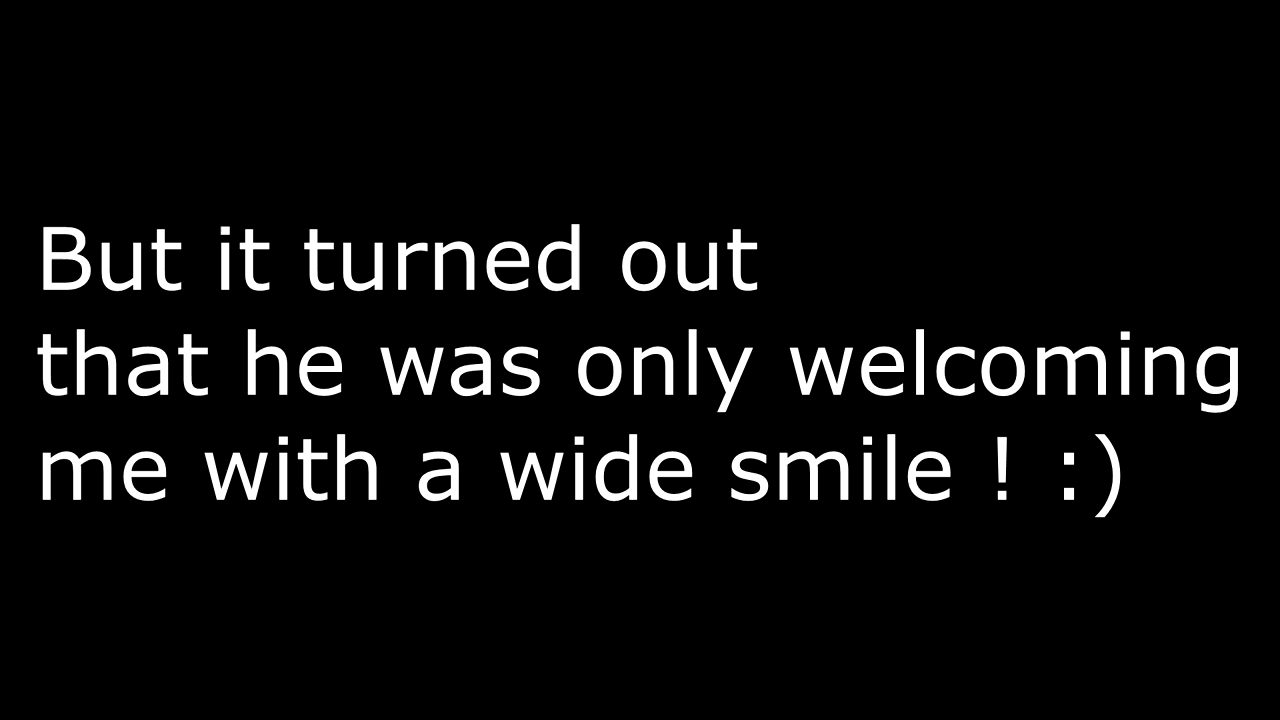 But it turned out
that he was only welcoming
me with a wide smile ! :)